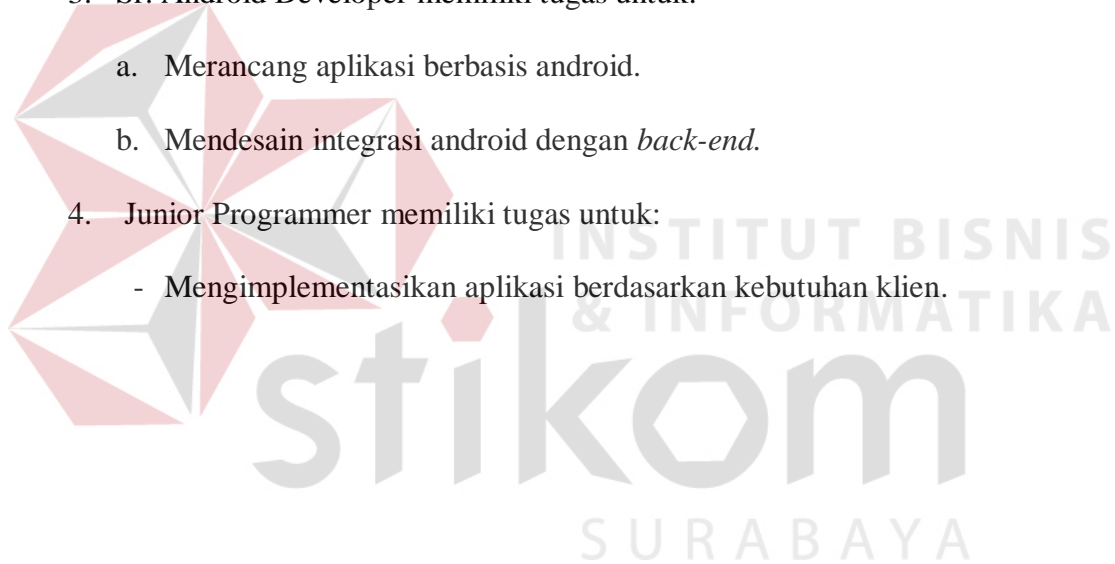 3. Sr. Android Developer memiliki tugas untuk:
a. Merancang aplikasi berbasis android.
b. Mendesain integrasi android dengan back-end.
4. Junior Programmer memiliki tugas untuk:
- Mengimplementasikan aplikasi berdasarkan kebutuhan klien.
INSTITUT BISNIS
& INFORMATIKA
stikom
SURABAYA